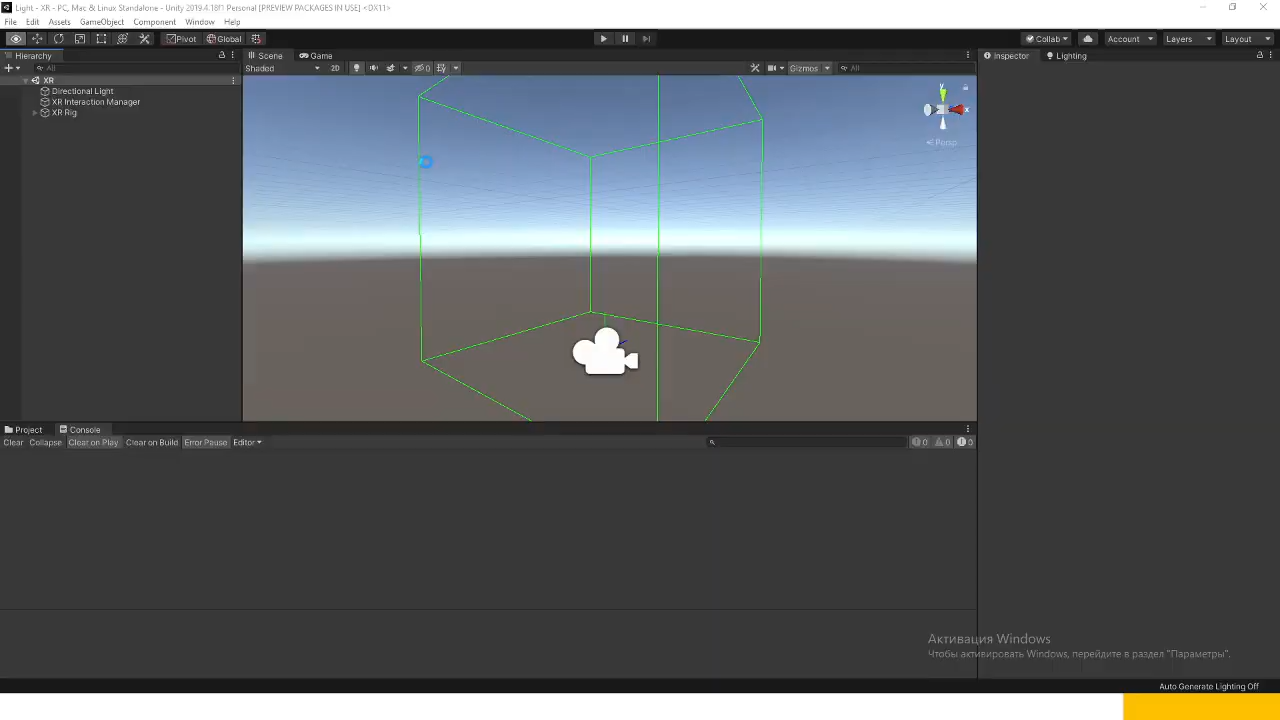 Light - XR - PC, Mac & Linux Standalone - Unity 2019.4.18f1 Personal [PREVIEW PACKAGES IN USE] <DX11>
File Edit Assets GameObject Component Window Help
Pivot Global Collab Account Layers Layout
Hierarchy Scene Game Inspector Lighting
All Shaded 2D 0 Gizmos All
XR
Directional Light
XR Interaction Manager
XR Rig
y
x
Persp
Project Console
Clear Collapse Clear on Play Clear on Build Error Pause Editor 0 0 0
Активация Windows
Чтобы активировать Windows, перейдите в раздел "Параметры".
Auto Generate Lighting Off